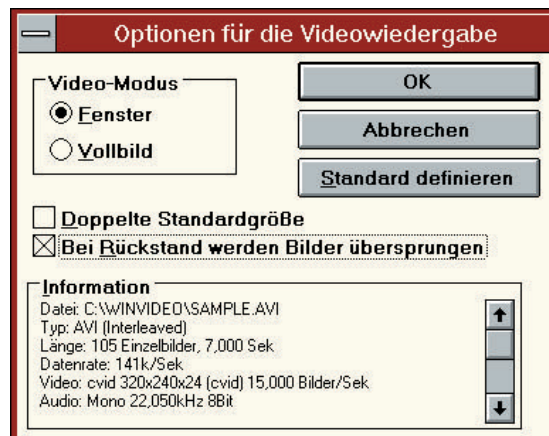 Optionen für die Videowiedergabe
Video-Modus
Fenster
Vollbild
OK
Abbrechen
Standard definieren
Doppelte Standardgröße
Bei Rückstand werden Bilder übersprungen
Information
Datei: C:\WINVIDEO\SAMPLE.AVI
Typ: AVI (Interleaved)
Länge: 105 Einzelbilder, 7,000 Sek
Datenrate: 141k/Sek
Video: cvid 320x240x24 (cvid) 15,000 Bilder/Sek
Audio: Mono 22,050kHz 8Bit